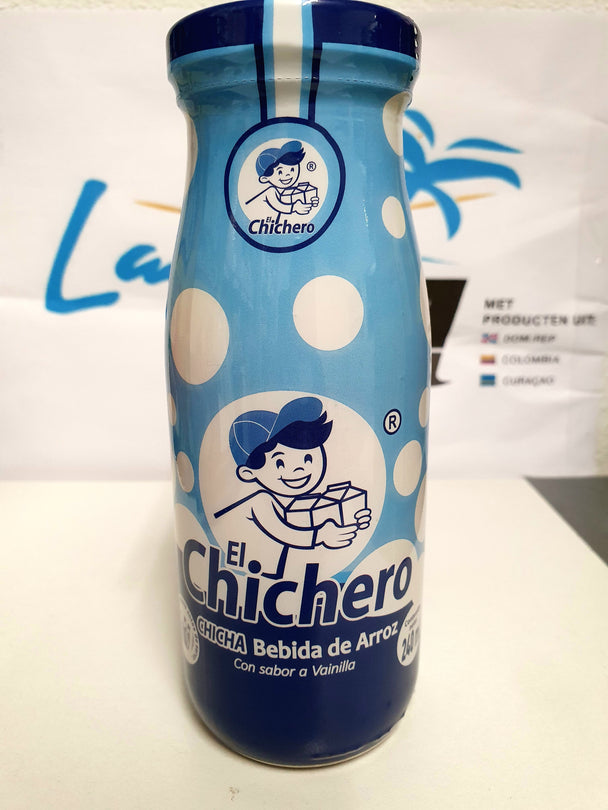 El
Chichero
®
MET
PRODUCTEN UIT:
DOM.REP
COLOMBIA
CURAÇAO
®
El
Chichero
CHICHA Bebida de Arroz
Con sabor a Vainilla